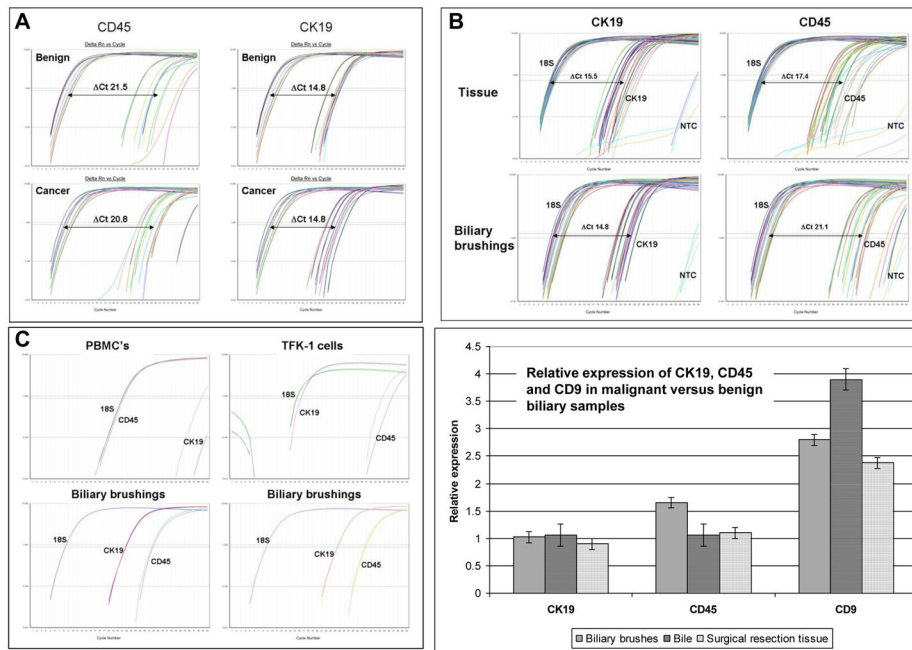 A
CD45
CK19
Delta Rn vs Cycle
Delta Rn vs Cycle
Benign
Benign
ΔCt 21.5
ΔCt 14.8
Cancer
Cancer
ΔCt 20.8
ΔCt 14.8
Cycle Number
Cycle Number
B
CK19
CD45
Tissue
18S
ΔCt 15.5
CK19
NTC
18S
ΔCt 17.4
CD45
NTC
Cycle Number
Cycle Number
Biliary
brushings
18S
ΔCt 14.8
CK19
NTC
18S
ΔCt 21.1
CD45
NTC
Cycle Number
Cycle Number
C
PBMC's
TFK-1 cells
18S
CD45
CK19
18S
CK19
CD45
Biliary brushings
Biliary brushings
18S
CK19
CD45
18S
CK19
CD45
Cycle Number
Cycle Number
Relative expression of CK19, CD45
and CD9 in malignant versus benign
biliary samples
Relative expression
4.5
4
3.5
3
2.5
2
1.5
1
0.5
0
CK19
CD45
CD9
Biliary brushes
Bile
Surgical resection tissue